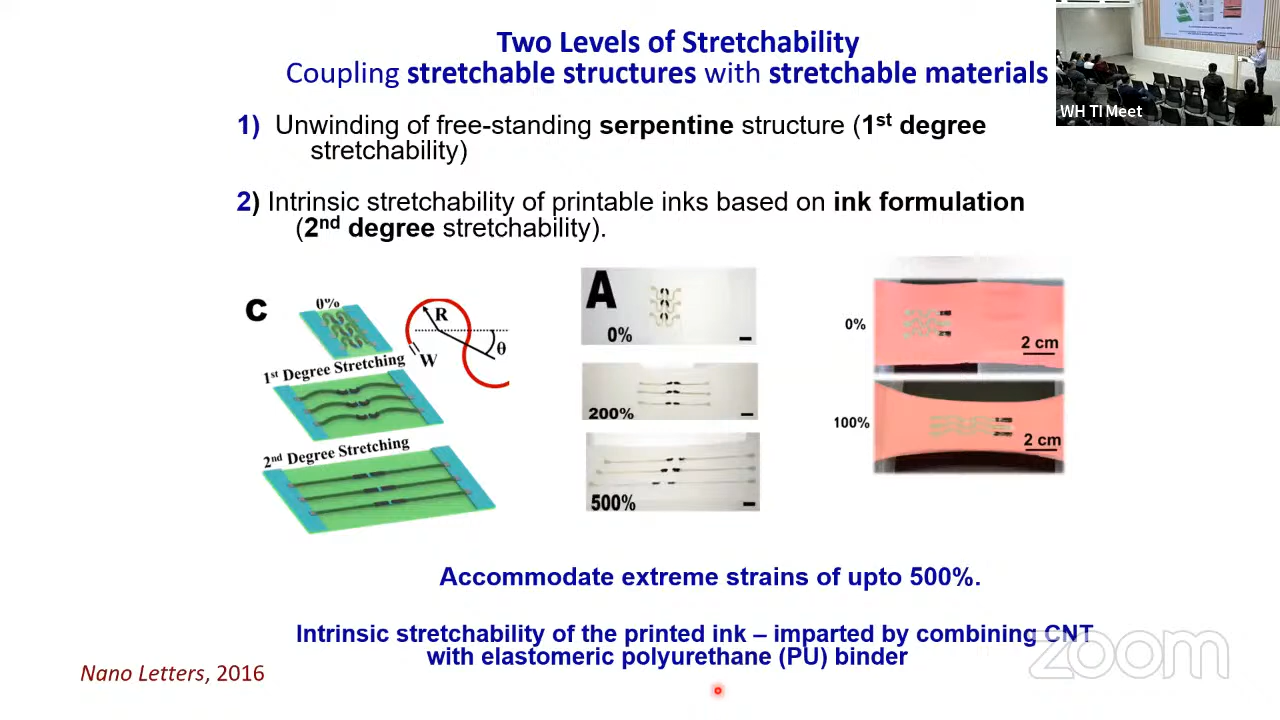 Two Levels of Stretchability
Coupling stretchable structures with stretchable materials
WH TI Meet
1) Unwinding of free-standing serpentine structure (1st degree
stretchability)
2) Intrinsic stretchability of printable inks based on ink formulation
(2nd degree stretchability).
C
0%
R
θ
W
1st Degree Stretching
2nd Degree Stretching
A
0%
200%
500%
0%
2 cm
100%
2 cm
Accommodate extreme strains of upto 500%.
Intrinsic stretchability of the printed ink – imparted by combining CNT
with elastomeric polyurethane (PU) binder
zoom
Nano Letters, 2016